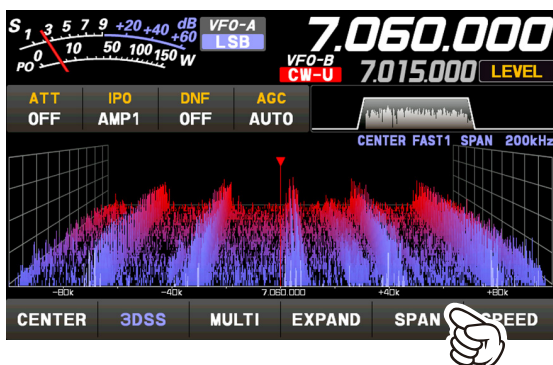 S 1 3 5 7 9 +20 +40 +60 dB
PO 0 10 50 100 150 W
VFO-A
LSB
7.060.000
VFO-B
CW-U
7.015.000
LEVEL
ATT IPO DNF AGC
OFF AMP1 OFF AUTO
CENTER FAST1 SPAN 200kHz
-80k -40k 7.060.000 +40k +80k
CENTER 3DSS MULTI EXPAND SPAN SPEED